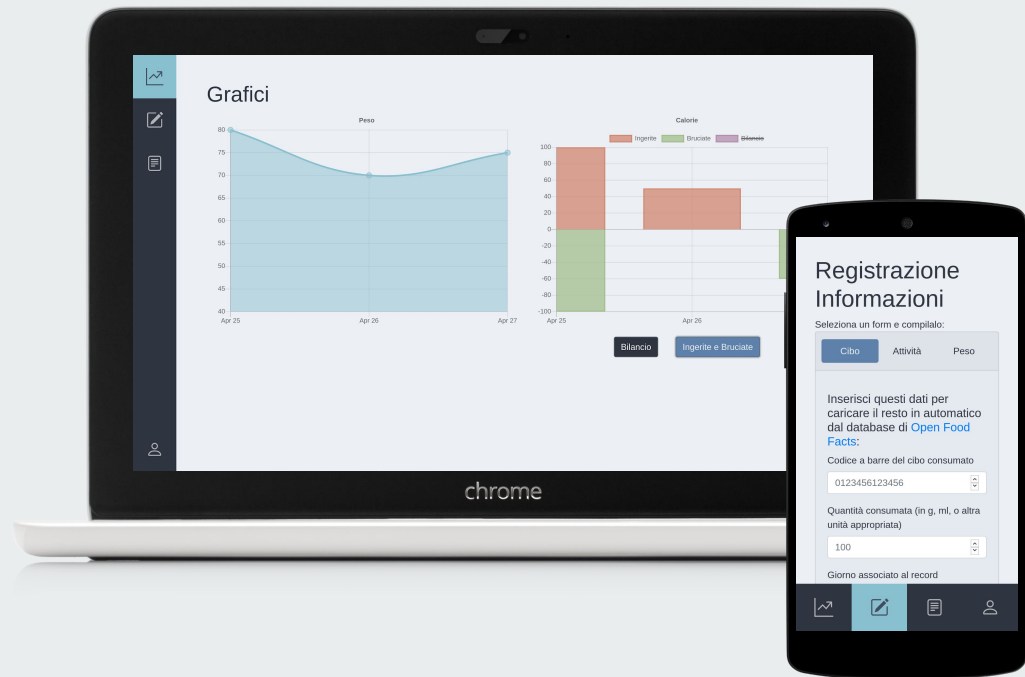 Grafici
Peso
80
75
70
65
60
55
50
45
40
Apr 25
Apr 26
Apr 27
Calorie
Ingerite
Bruciate
Bilancio
100
80
60
40
20
0
-20
-40
-60
-80
-100
Apr 25
Apr 26
Bilancio
Ingerite e Bruciate
chrome
Registrazione
Informazioni
Seleziona un form e compilalo:
Cibo
Attività
Peso
Inserisci questi dati per
caricare il resto in automatico
dal database di Open Food
Facts:
Codice a barre del cibo consumato
0123456123456
Quantità consumata (in g, ml, o altra
unità appropriata)
100
Giorno associato al record